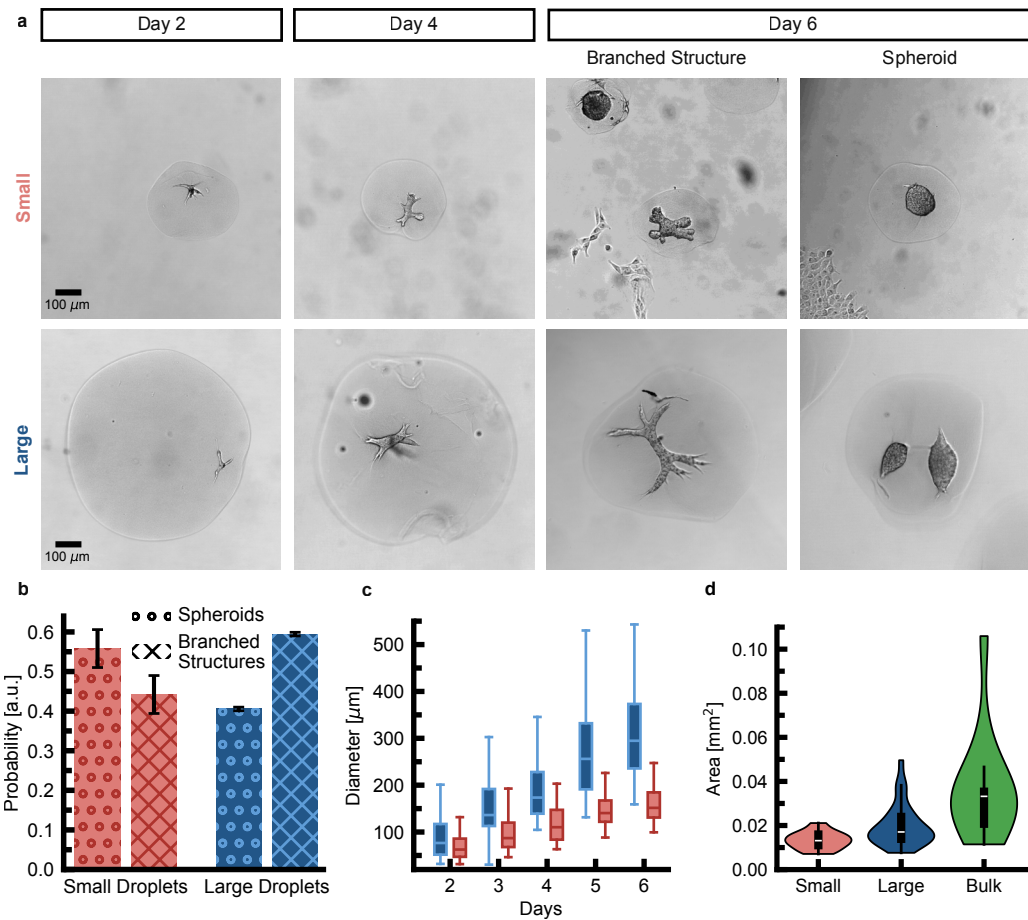 a
Day 2
Day 4
Day 6
Branched Structure
Spheroid
Small
100 µm
Large
100 µm
b
Spheroids
Branched
Structures
Probability [a.u.]
0.6
0.5
0.4
0.3
0.2
0.1
0.0
Small Droplets
Large Droplets
c
Diameter [µm]
500
400
300
200
100
2
3
4
5
6
Days
d
Area [mm²]
0.10
0.08
0.06
0.04
0.02
0.00
Small
Large
Bulk